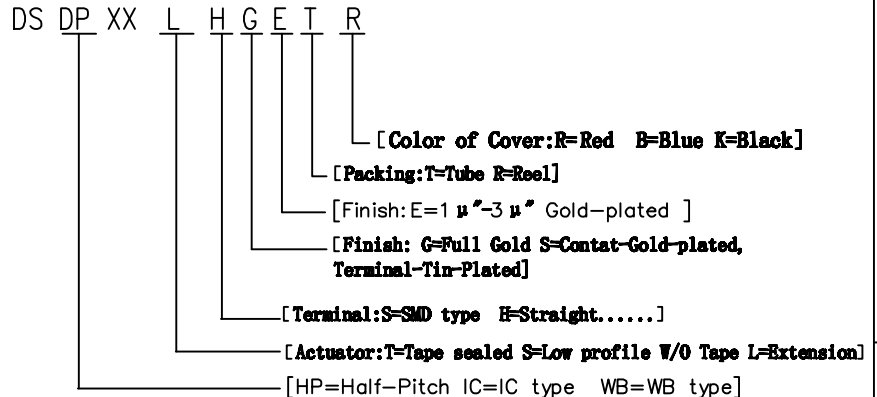 DS DP XX L H G E T R
[Color of Cover:R=Red B=Blue K=Black]
[Packing:T=Tube R=Reel]
[Finish:E=1 μ"-3 μ" Gold-plated ]
[Finish: G=Full Gold S=Contat-Gold-plated,
Terminal-Tin-Plated]
[Terminal:S=SMD type H=Straight......]
[Actuator:T=Tape sealed S=Low profile W/O Tape L=Extension]
[HP=Half-Pitch IC=IC type WB=WB type]